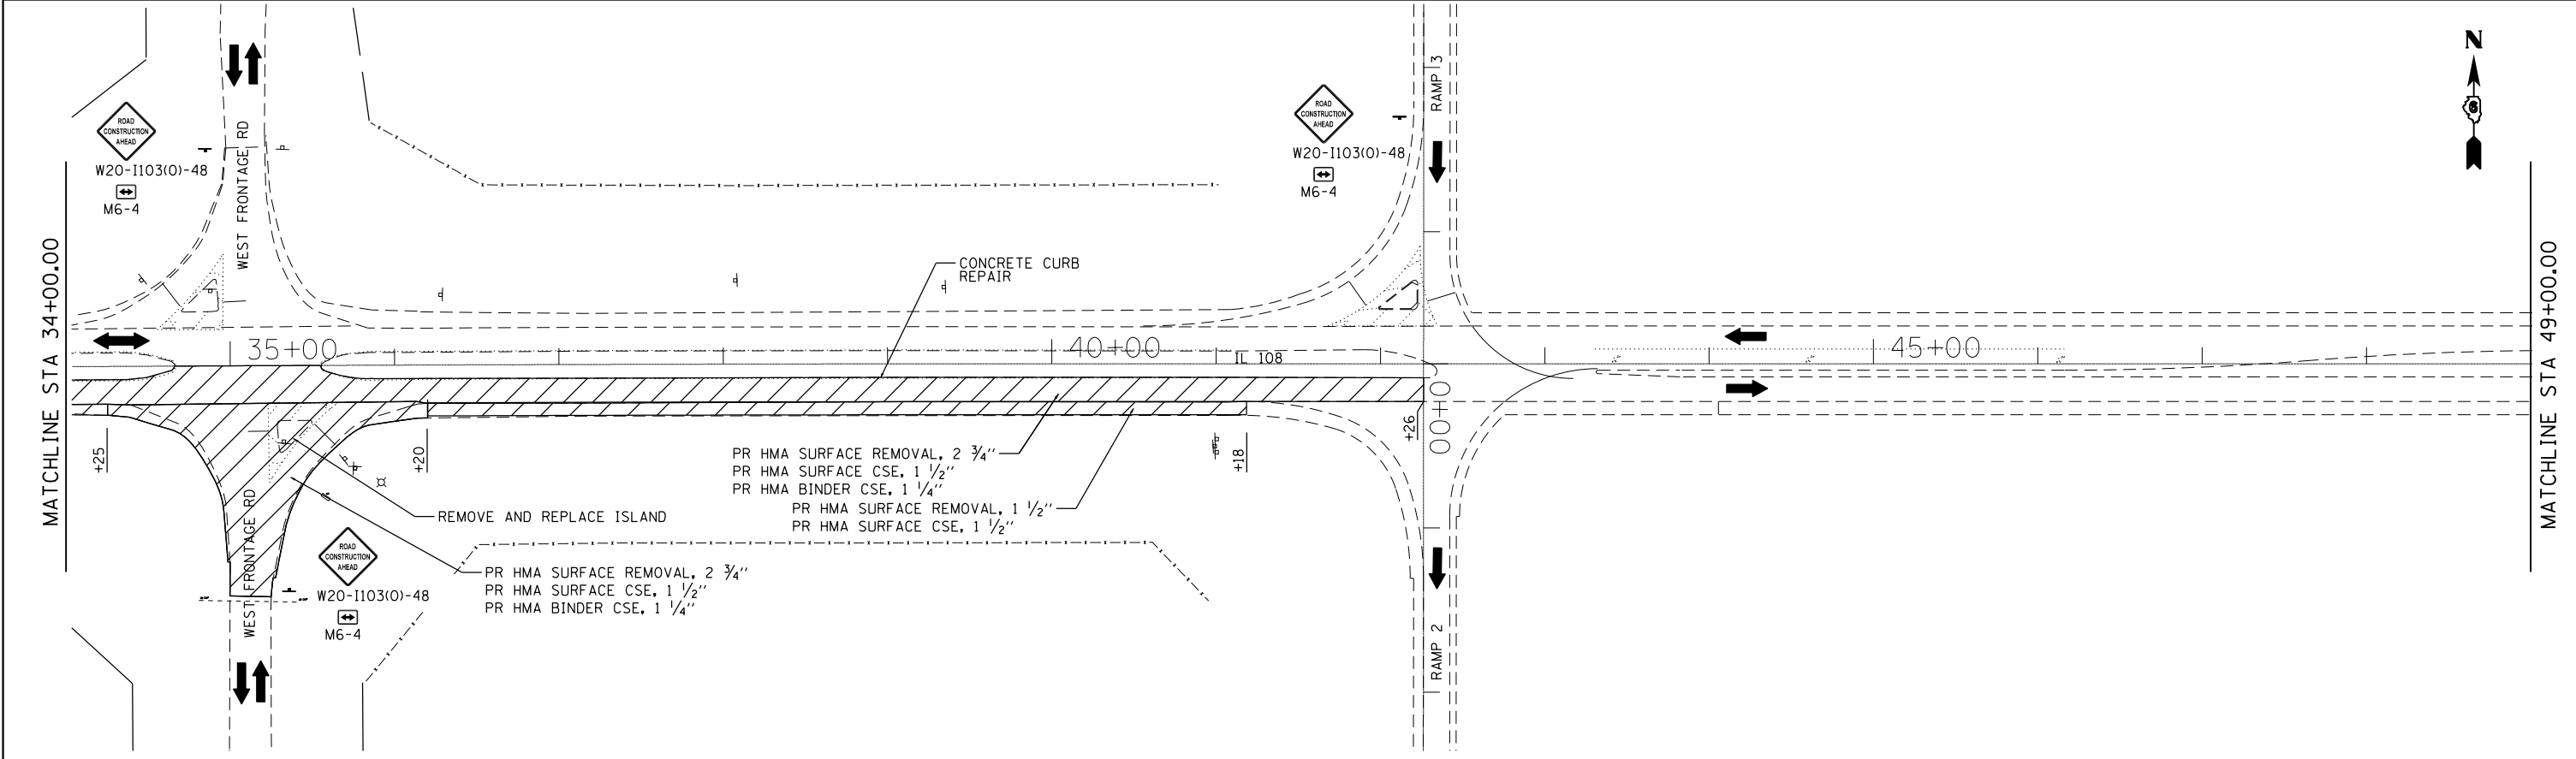 N
6
ROAD
CONSTRUCTION
AHEAD
W20-I103(0)-48
M6-4
WEST FRONTAGE RD
ROAD
CONSTRUCTION
AHEAD
W20-I103(0)-48
M6-4
RAMP 3
MATCHLINE STA 34+00.00
CONCRETE CURB
REPAIR
35+00
40+00
IL 108
45+00
MATCHLINE STA 49+00.00
+25
+20
+18
+26
0+00
PR HMA SURFACE REMOVAL, 2 3/4"
PR HMA SURFACE CSE, 1 1/2"
PR HMA BINDER CSE, 1 1/4"
PR HMA SURFACE REMOVAL, 1 1/2"
PR HMA SURFACE CSE, 1 1/2"
REMOVE AND REPLACE ISLAND
WEST FRONTAGE RD
ROAD
CONSTRUCTION
AHEAD
W20-I103(0)-48
M6-4
PR HMA SURFACE REMOVAL, 2 3/4"
PR HMA SURFACE CSE, 1 1/2"
PR HMA BINDER CSE, 1 1/4"
RAMP 2